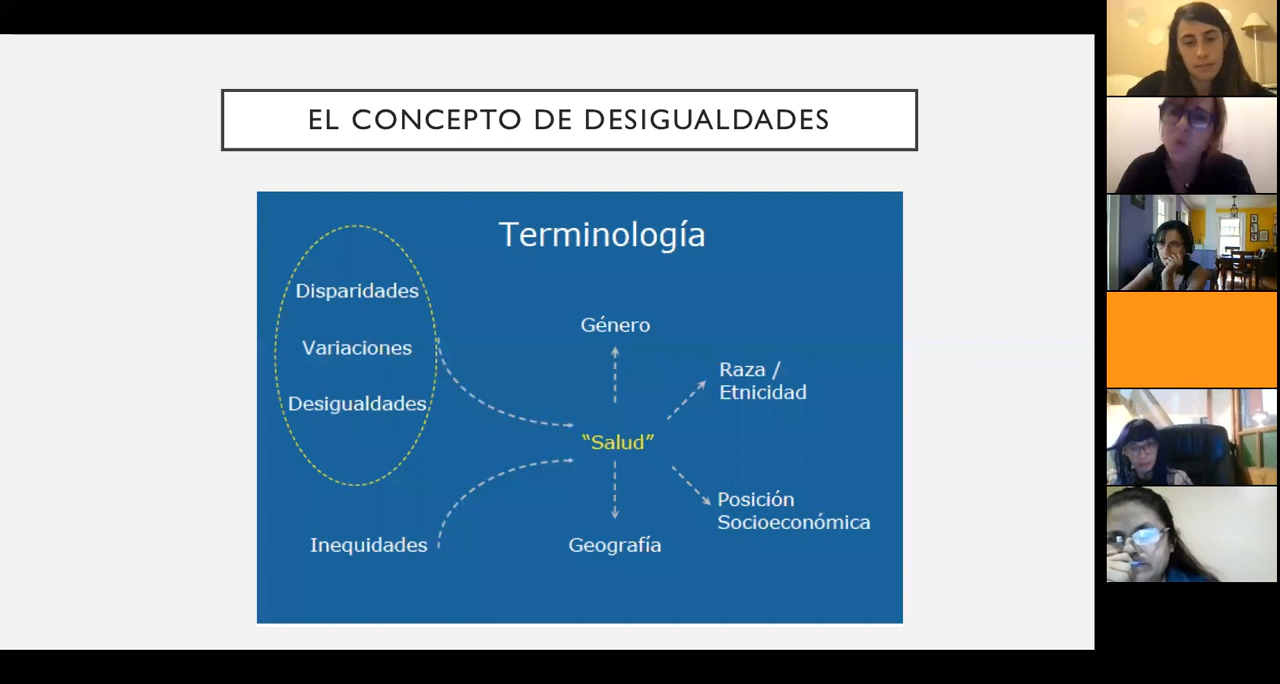 EL CONCEPTO DE DESIGUALDADES
Terminología
Disparidades
Variaciones
Desigualdades
Inequidades
Género
Raza /
Etnicidad
“Salud”
Posición
Socioeconómica
Geografía